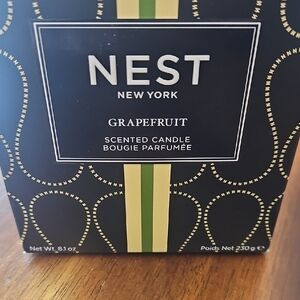 NEST
NEW YORK
GRAPEFRUIT
SCENTED CANDLE
BOUGIE PARFUMÉE
Net Wt. 8.1 oz Poids Net 230 g ℮